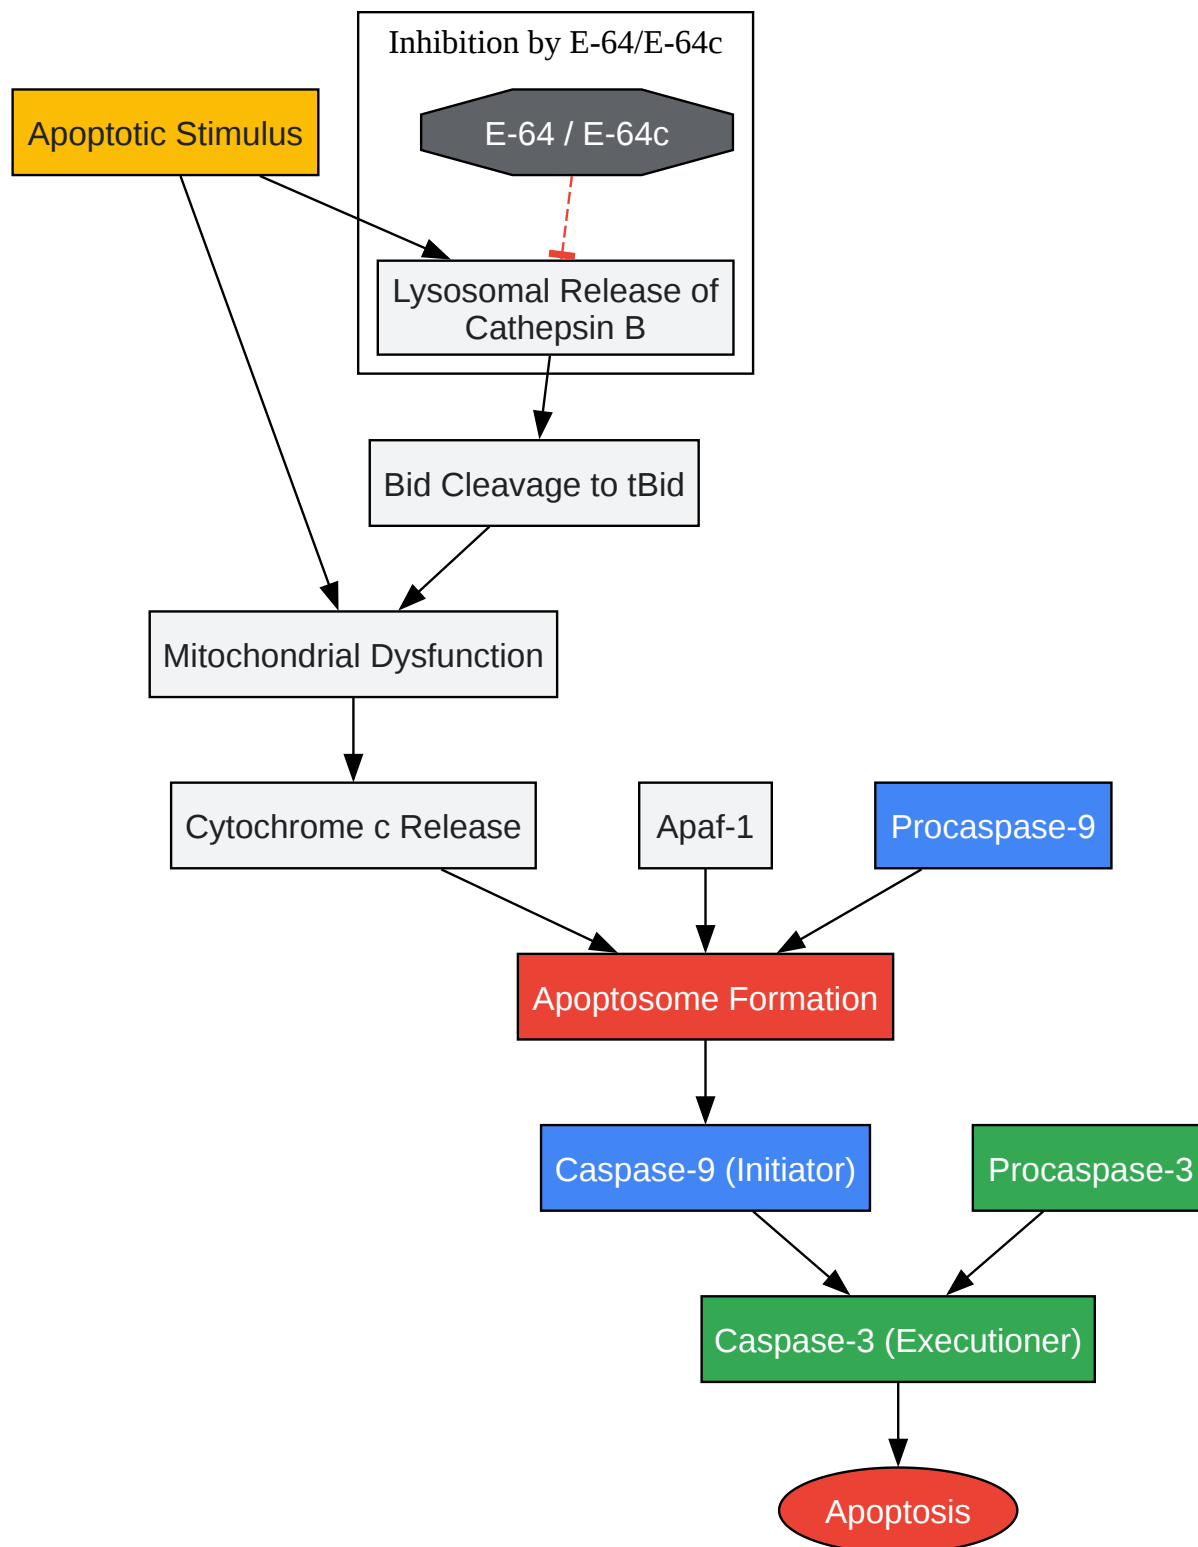 Inhibition by E-64/E-64c
Apoptotic Stimulus
E-64 / E-64c
Lysosomal Release of
Cathepsin B
Bid Cleavage to tBid
Mitochondrial Dysfunction
Cytochrome c Release
Apaf-1
Procaspase-9
Apoptosome Formation
Caspase-9 (Initiator)
Procaspase-3
Caspase-3 (Executioner)
Apoptosis